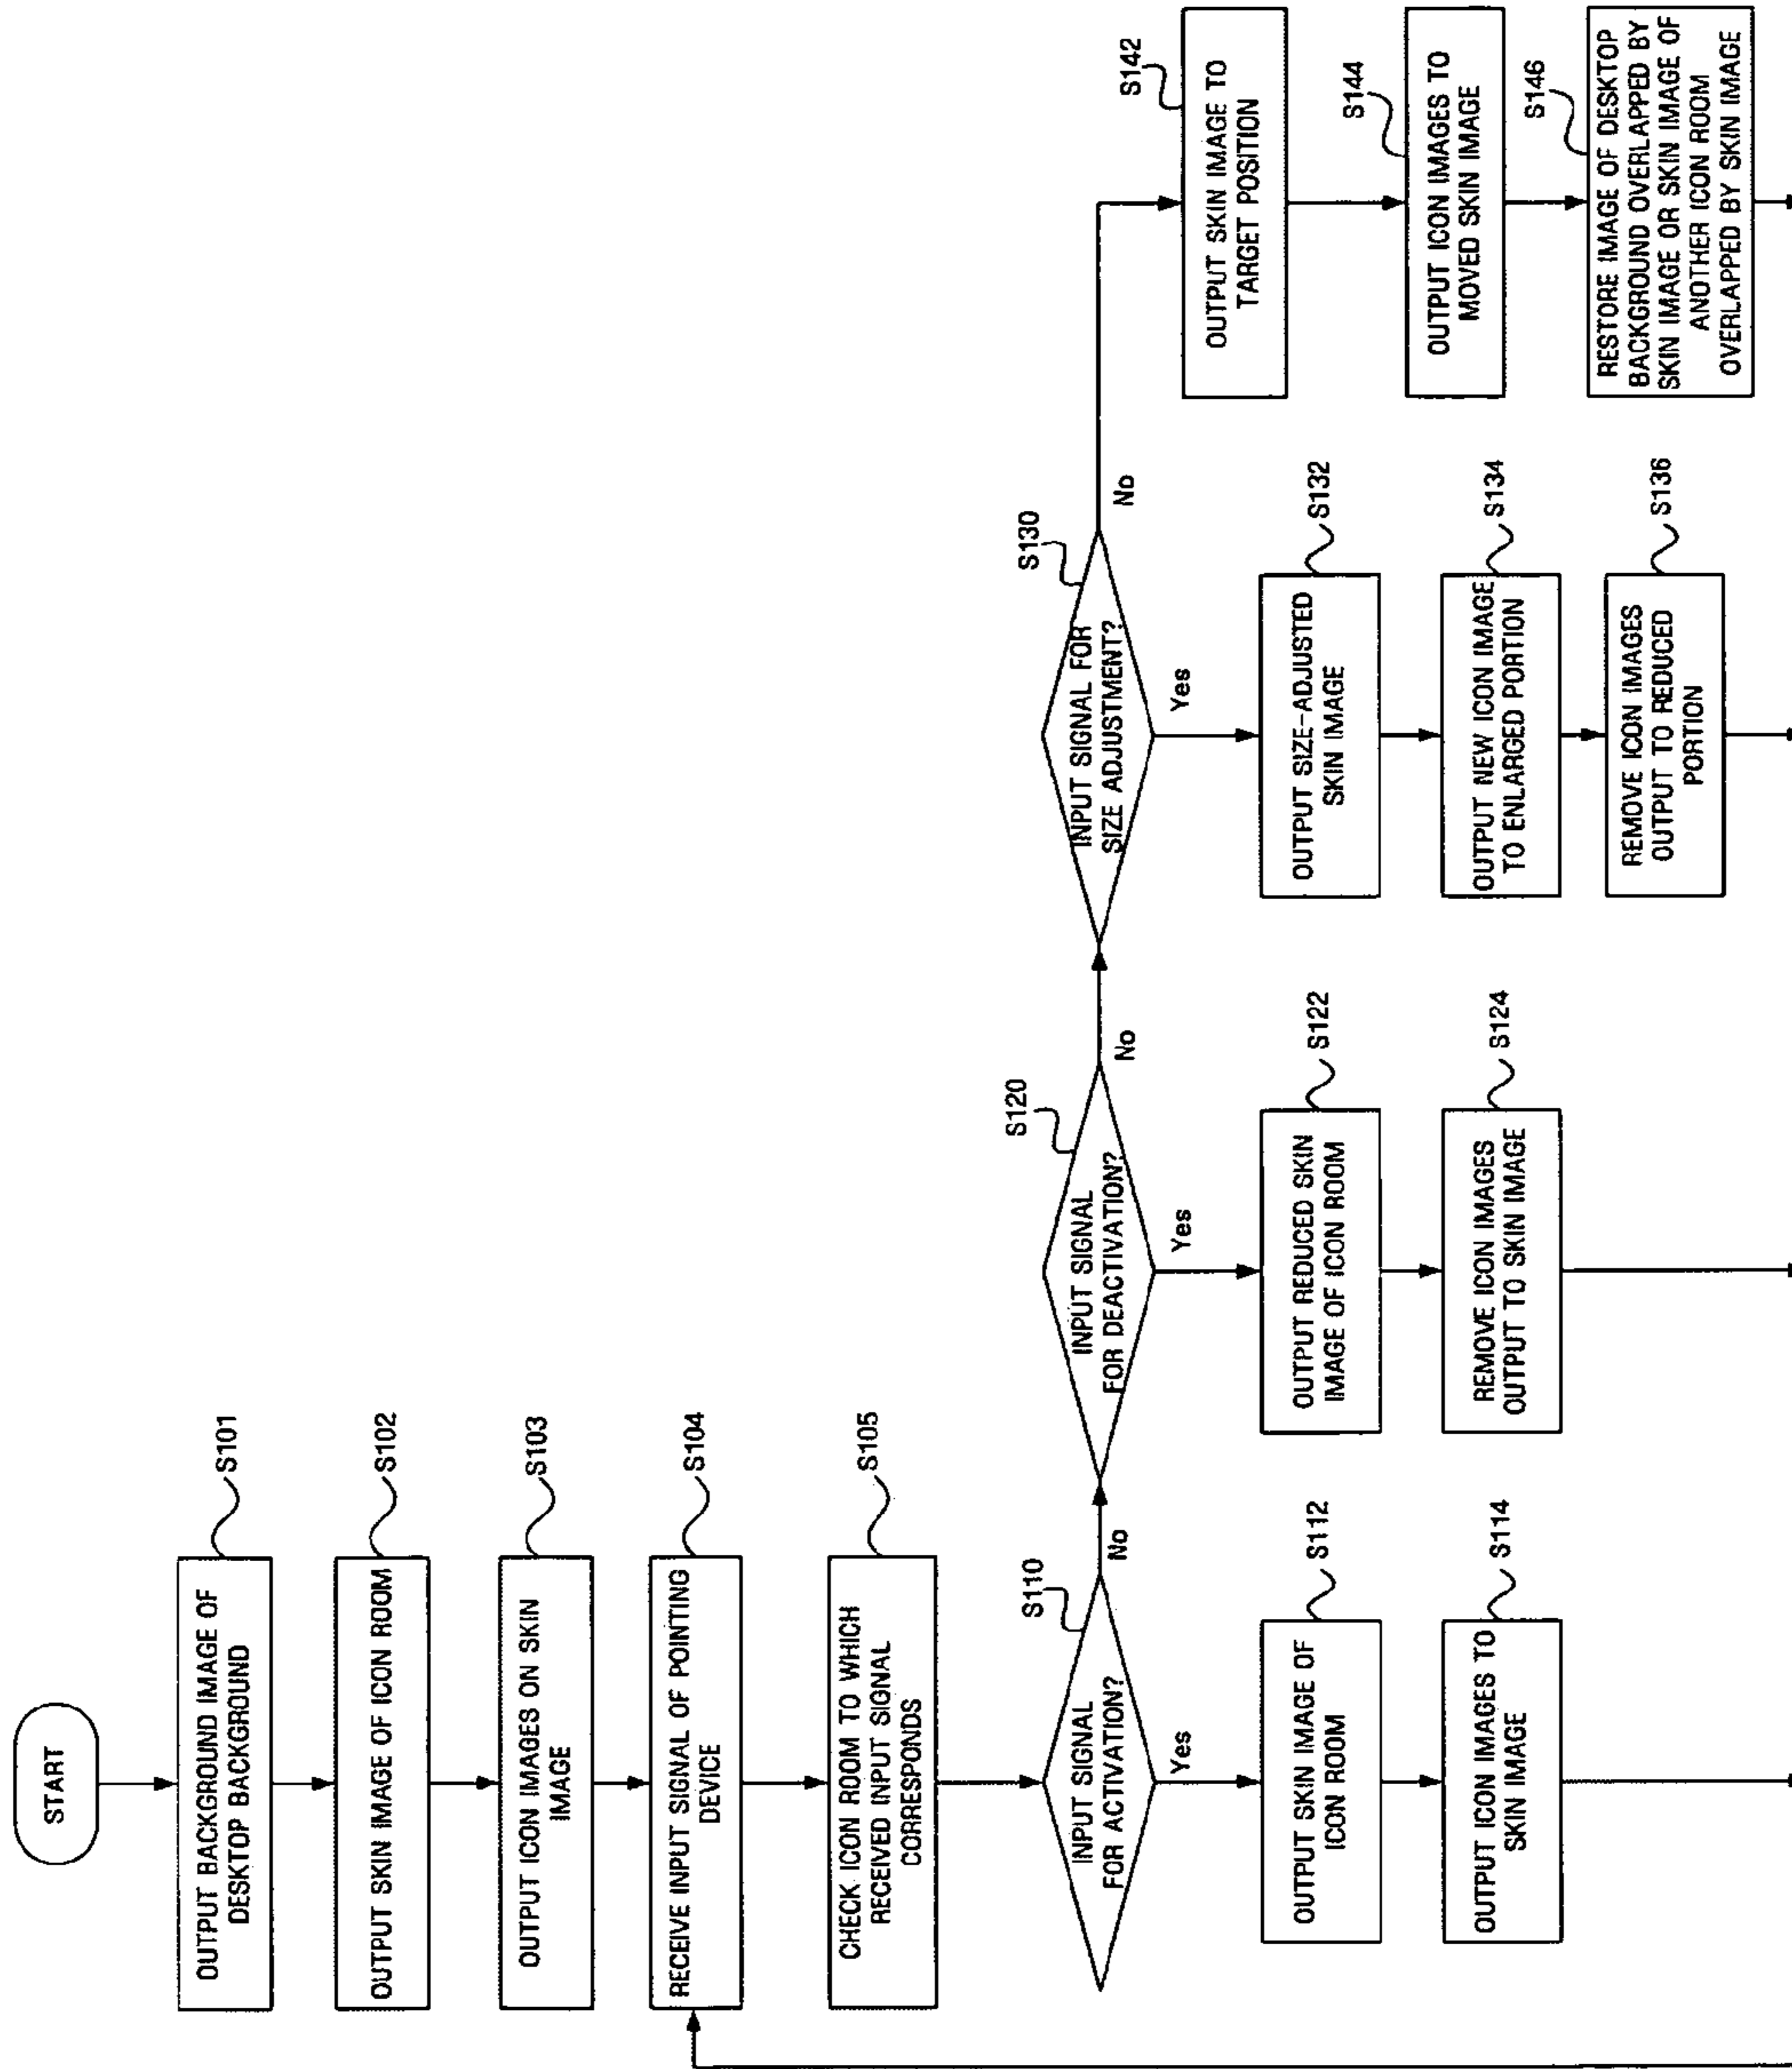 START
OUTPUT BACKGROUND IMAGE OF
DESKTOP BACKGROUND
S101
OUTPUT SKIN IMAGE OF ICON ROOM
S102
OUTPUT ICON IMAGES ON SKIN
IMAGE
S103
RECEIVE INPUT SIGNAL OF POINTING
DEVICE
S104
CHECK ICON ROOM TO WHICH
RECEIVED INPUT SIGNAL
CORRESPONDS
S105
INPUT SIGNAL
FOR ACTIVATION?
S110
No
Yes
OUTPUT SKIN IMAGE OF
ICON ROOM
S112
OUTPUT ICON IMAGES TO
SKIN IMAGE
S114
INPUT SIGNAL
FOR DEACTIVATION?
S120
No
Yes
OUTPUT REDUCED SKIN
IMAGE OF ICON ROOM
S122
REMOVE ICON IMAGES
OUTPUT TO SKIN IMAGE
S124
INPUT SIGNAL FOR
SIZE ADJUSTMENT?
S130
No
Yes
OUTPUT SIZE-ADJUSTED
SKIN IMAGE
S132
OUTPUT NEW ICON IMAGE
TO ENLARGED PORTION
S134
REMOVE ICON IMAGES
OUTPUT TO REDUCED
PORTION
S136
OUTPUT SKIN IMAGE TO
TARGET POSITION
S142
OUTPUT ICON IMAGES TO
MOVED SKIN IMAGE
S144
RESTORE IMAGE OF DESKTOP
BACKGROUND OVERLAPPED BY
SKIN IMAGE OR SKIN IMAGE OF
ANOTHER ICON ROOM
OVERLAPPED BY SKIN IMAGE
S146